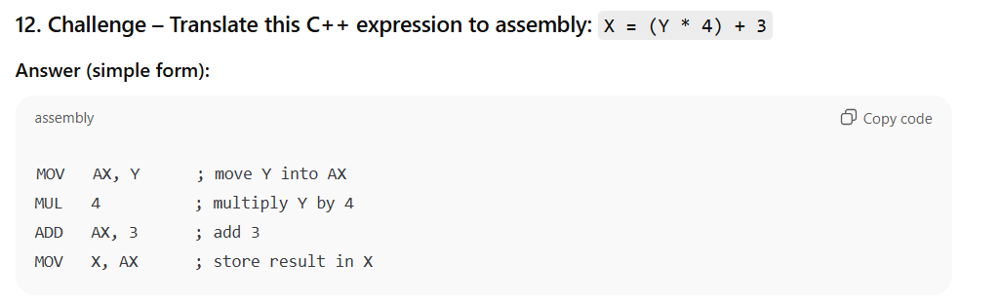 12. Challenge – Translate this C++ expression to assembly: X = (Y * 4) + 3
Answer (simple form):
assembly
Copy code
MOV AX, Y ; move Y into AX
MUL 4 ; multiply Y by 4
ADD AX, 3 ; add 3
MOV X, AX ; store result in X